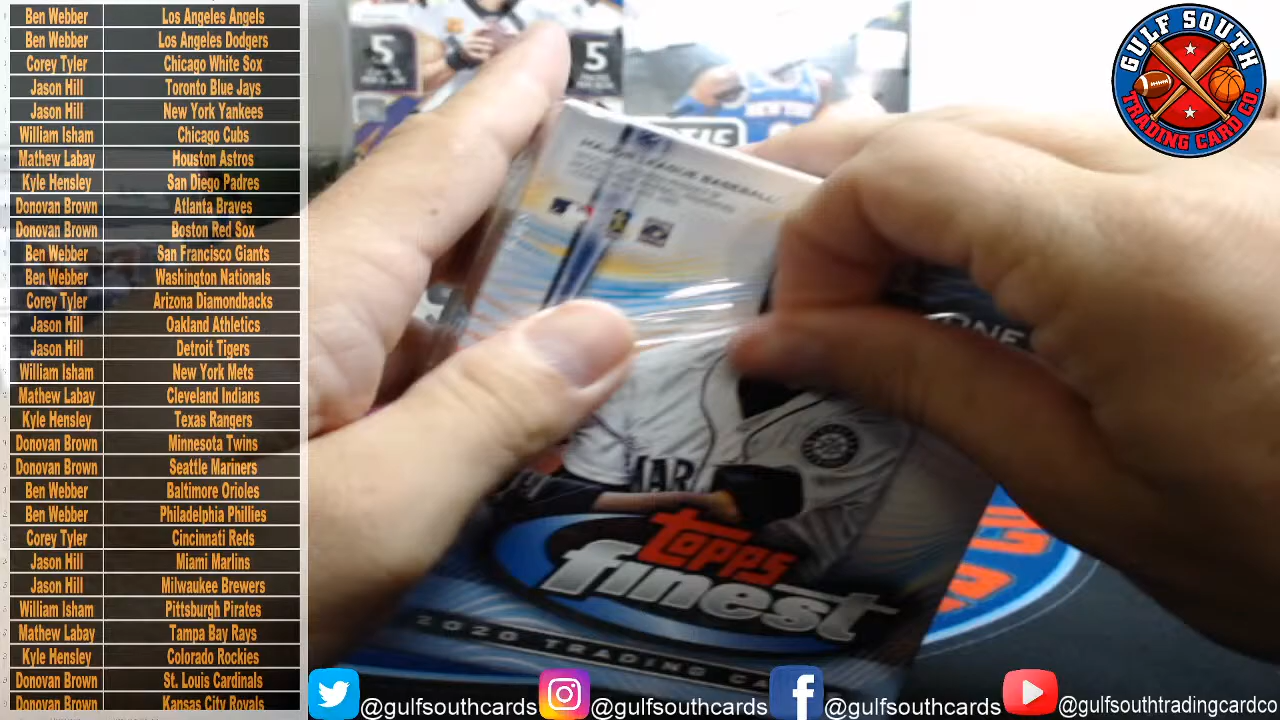 Ben Webber Los Angeles Angels
Ben Webber Los Angeles Dodgers
Corey Tyler Chicago White Sox
Jason Hill Toronto Blue Jays
Jason Hill New York Yankees
William Isham Chicago Cubs
Mathew Labay Houston Astros
Kyle Hensley San Diego Padres
Donovan Brown Atlanta Braves
Donovan Brown Boston Red Sox
Ben Webber San Francisco Giants
Ben Webber Washington Nationals
Corey Tyler Arizona Diamondbacks
Jason Hill Oakland Athletics
Jason Hill Detroit Tigers
William Isham New York Mets
Mathew Labay Cleveland Indians
Kyle Hensley Texas Rangers
Donovan Brown Minnesota Twins
Donovan Brown Seattle Mariners
Ben Webber Baltimore Orioles
Ben Webber Philadelphia Phillies
Corey Tyler Cincinnati Reds
Jason Hill Miami Marlins
Jason Hill Milwaukee Brewers
William Isham Pittsburgh Pirates
Mathew Labay Tampa Bay Rays
Kyle Hensley Colorado Rockies
Donovan Brown St. Louis Cardinals
Donovan Brown Kansas City Royals
5
5
NEW YORK
GULF SOUTH
TRADING CARD CO.
MAR
topps
finest
2020 TRADING CA
@gulfsouthcards
@gulfsouthcards
@gulfsouthcards
@gulfsouthtradingcardco